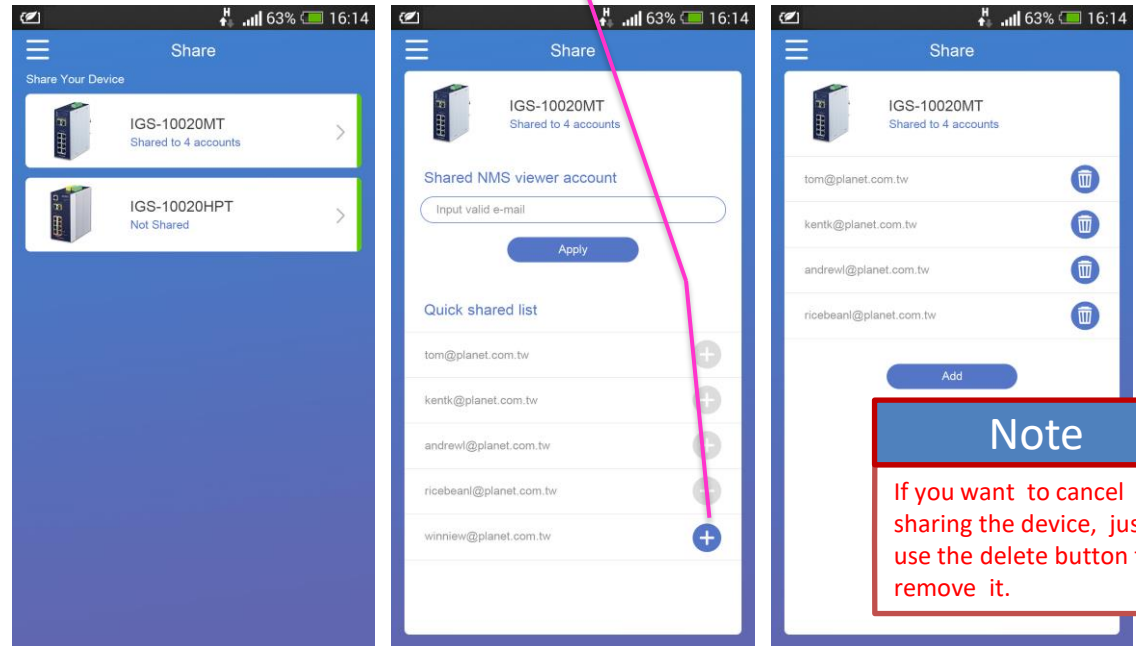 H 63% 16:14
Share
Share Your Device
IGS-10020MT
Shared to 4 accounts
IGS-10020HPT
Not Shared
H 63% 16:14
Share
IGS-10020MT
Shared to 4 accounts
Shared NMS viewer account
Input valid e-mail
Apply
Quick shared list
tom@planet.com.tw
kentk@planet.com.tw
andrewl@planet.com.tw
ricebeanl@planet.com.tw
winniew@planet.com.tw
H 63% 16:14
Share
IGS-10020MT
Shared to 4 accounts
tom@planet.com.tw
kentk@planet.com.tw
andrewl@planet.com.tw
ricebeanl@planet.com.tw
Add
Note
If you want to cancel
sharing the device,
use the delete button
remove it.